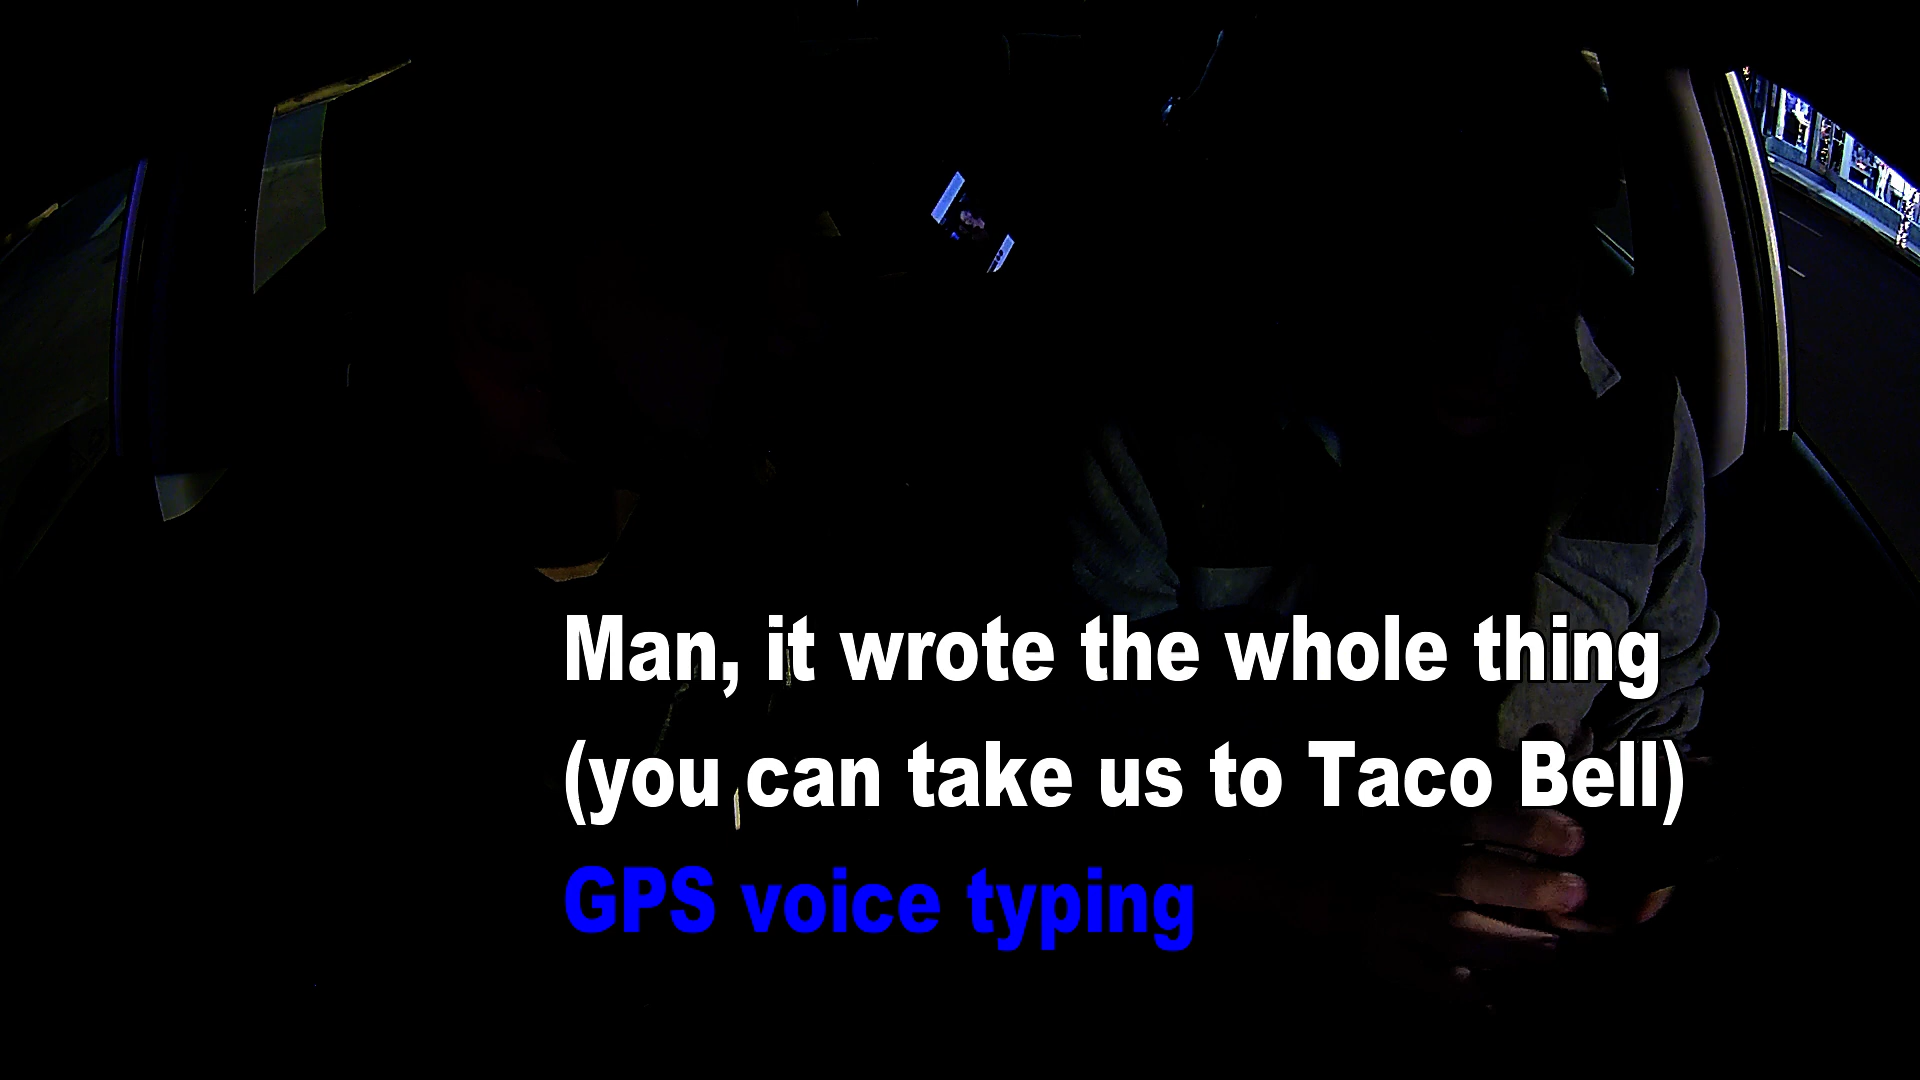 Man, it wrote the whole thing
(you can take us to Taco Bell)
GPS voice typing